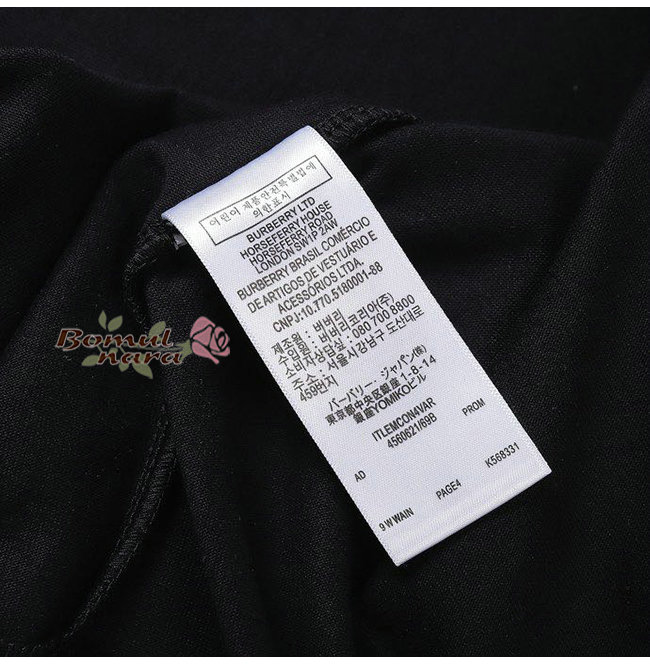 어린이 제품안전특별법에
의한표시
BURBERRY LTD
HORSEFERRY HOUSE
HORSEFERRY ROAD
LONDON SW1P 2AW
BURBERRY BRASIL COMÉRCIO
DE ARTIGOS DE VESTUÁRIO E
ACESSÓRIOS LTDA.
CNPJ:10.770.5180001-88
제조원 : 버버리
수입원 : 버버리코리아(주)
소비자상담실 : 080 700 8800
주소 : 서울시강남구 도산대로
459번지
バーバリー・ジャパン(株)
東京都中央区銀座 1-8-14
銀座YOMIKOビル
ITLEMCON4VAR
4560621/69B
AD
PROM
9 W WAIN
PAGE4
K568331
Bomul
nara